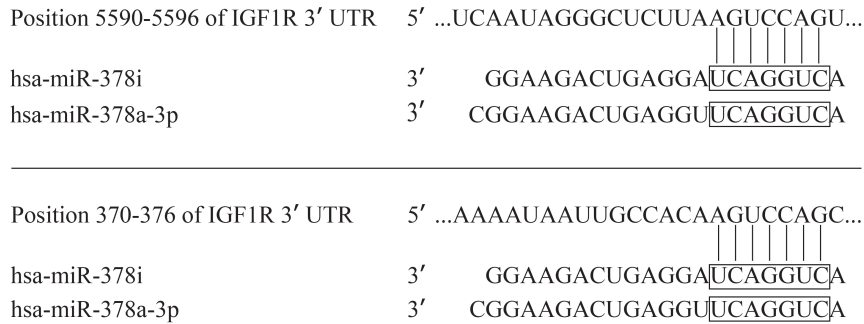 Position 5590-5596 of IGF1R 3′ UTR 5′ ...UCAAUAGGGCUCUUAAGUCCAGU...
hsa-miR-378i 3′ GGAAGACUGAGGAUCAGGUCA
hsa-miR-378a-3p 3′ CGGAAGACUGAGGUUCAGGUCA
Position 370-376 of IGF1R 3′ UTR 5′ ...AAAAUAAUUGCCACAAGUCCAGC...
hsa-miR-378i 3′ GGAAGACUGAGGAUCAGGUCA
hsa-miR-378a-3p 3′ CGGAAGACUGAGGUUCAGGUCA